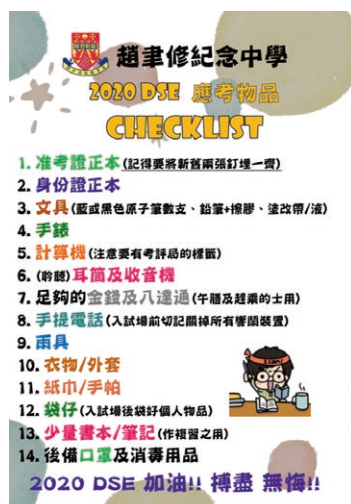 趙聿修紀念中學
2020 DSE 應考物品
CHECKLIST
1. 准考證正本(記得要將新舊兩張釘埋一齊)
2. 身份證正本
3. 文具(藍或黑色原子筆數支、鉛筆+擦膠、塗改帶/液)
4. 手錶
5. 計算機(注意要有考評局的標籤)
6. (聆聽)耳筒及收音機
7. 足夠的金錢及八達通(午膳及趕乘的士用)
8. 手提電話(入試場前切記關掉所有響鬧裝置)
9. 雨具
10. 衣物/外套
11. 紙巾/手帕
12. 袋仔(入試場後袋好個人物品)
13. 少量書本/筆記(作複習之用)
14. 後備口罩及消毒用品
2020 DSE 加油!! 搏盡 無悔!!